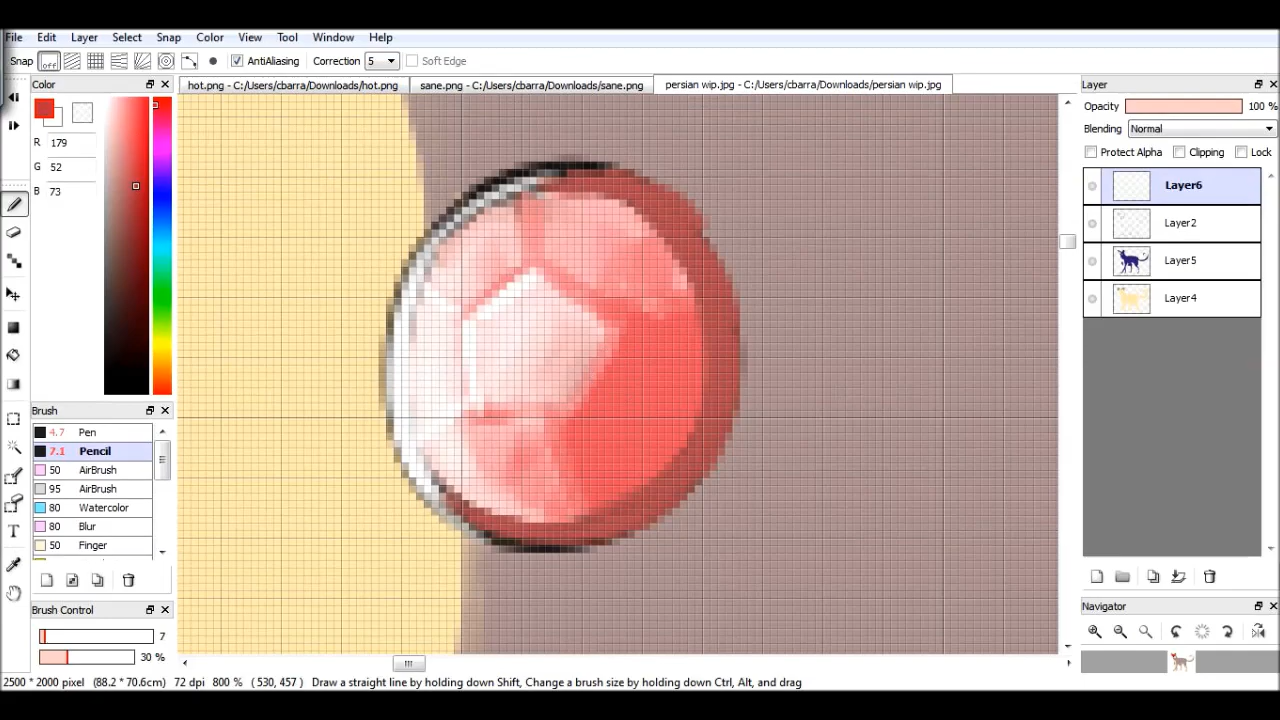 File Edit Layer Select Snap Color View Tool Window Help
Snap off AntiAliasing Correction 5 Soft Edge
Color
hot.png - C:/Users/cbarra/Downloads/hot.png
sane.png - C:/Users/cbarra/Downloads/sane.png
persian wip.jpg - C:/Users/cbarra/Downloads/persian wip.jpg
R 179
G 52
B 73
Brush
4.7 Pen
7.1 Pencil
50 AirBrush
95 AirBrush
80 Watercolor
80 Blur
50 Finger
Brush Control
7
30 %
Layer
Opacity 100 %
Blending Normal
Protect Alpha Clipping Lock
Layer6
Layer2
Layer5
Layer4
Navigator
2500 * 2000 pixel (88.2 * 70.6cm) 72 dpi 800 % ( 530, 457 ) Draw a straight line by holding down Shift, Change a brush size by holding down Ctrl, Alt, and drag